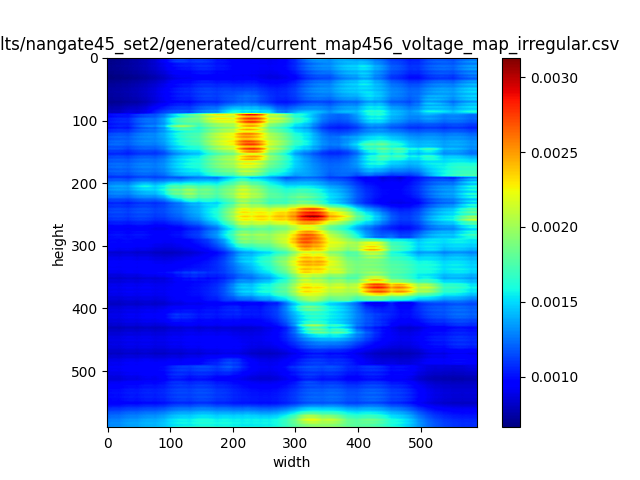 lts/nangate45_set2/generated/current_map456_voltage_map_irregular.csv
0
100
200
300
400
500
height
0 100 200 300 400 500
width
0.0030
0.0025
0.0020
0.0015
0.0010